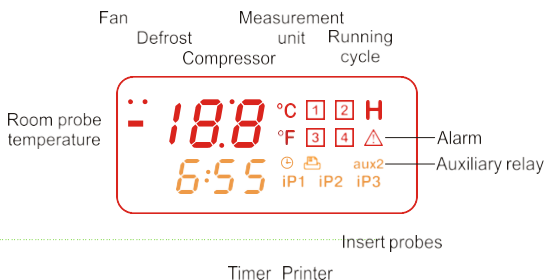 Fan
Measurement
Defrost
unit
Running
Compressor
cycle
-18.8
°C 1 2 H
Room probe
temperature
°F 3 4
Alarm
6:55
aux2
Auxiliary relay
iP1 iP2 iP3
Insert probes
Timer Printer